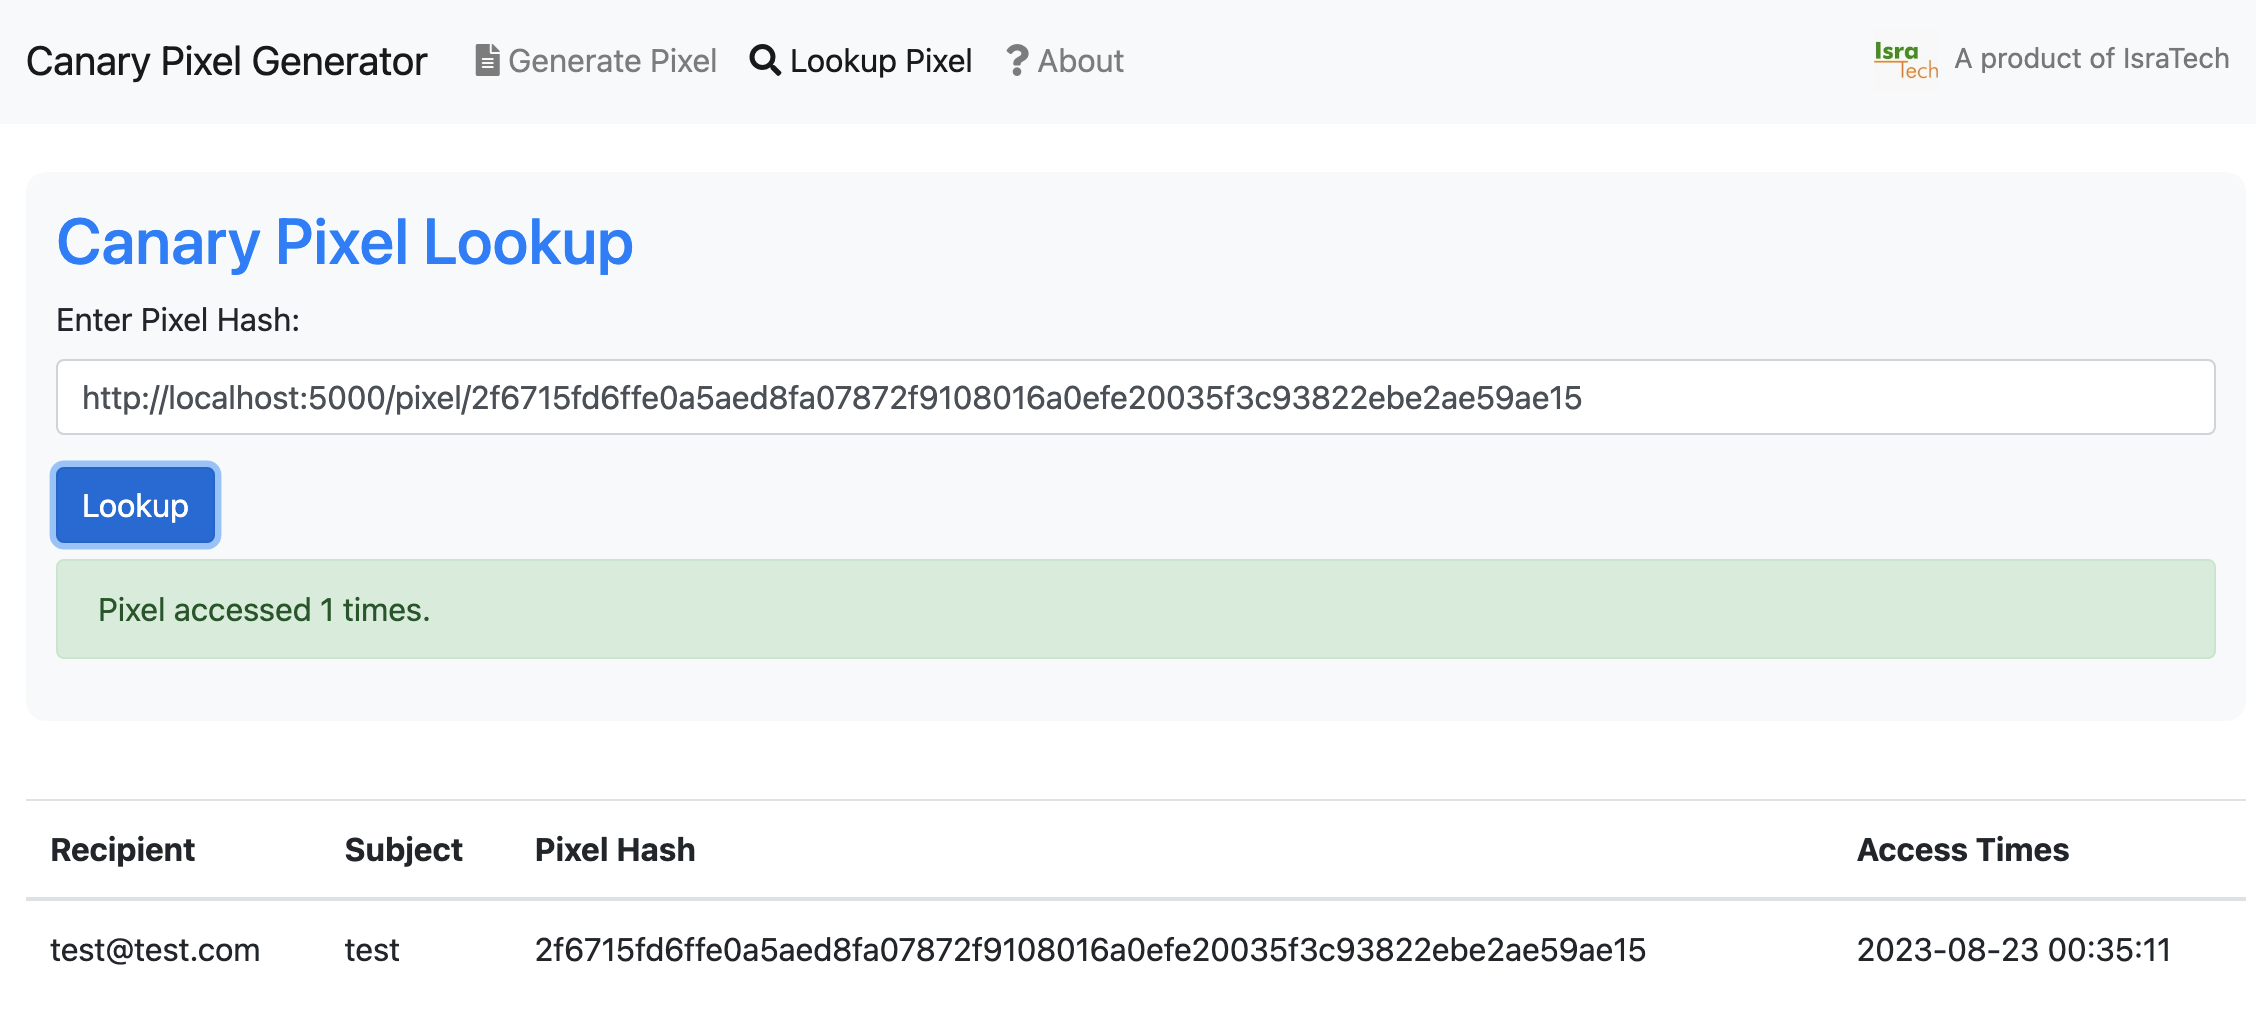 Canary Pixel Generator Generate Pixel Lookup Pixel ? About Isra Tech A product of IsraTech
Canary Pixel Lookup
Enter Pixel Hash:
http://localhost:5000/pixel/2f6715fd6ffe0a5aed8fa07872f9108016a0efe20035f3c93822ebe2ae59ae15
Lookup
Pixel accessed 1 times.
Recipient Subject Pixel Hash Access Times
test@test.com test 2f6715fd6ffe0a5aed8fa07872f9108016a0efe20035f3c93822ebe2ae59ae15 2023-08-23 00:35:11